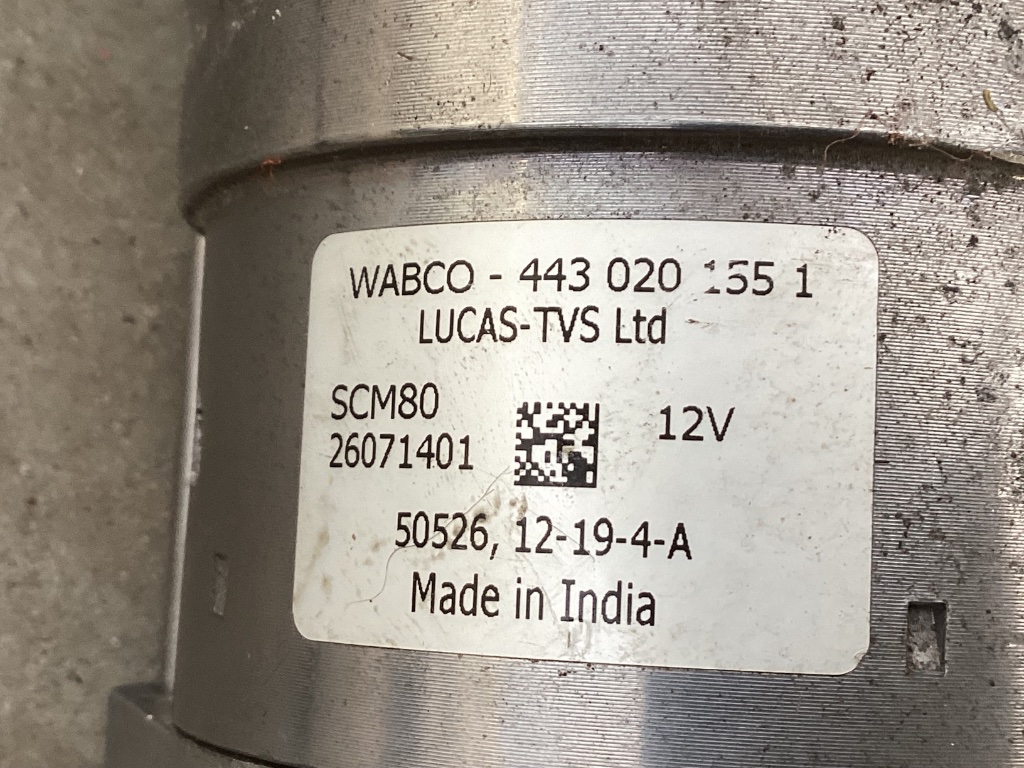 WABCO - 443 020 155 1
LUCAS-TVS Ltd
SCM80
26071401
12V
50526, 12-19-4-A
Made in India